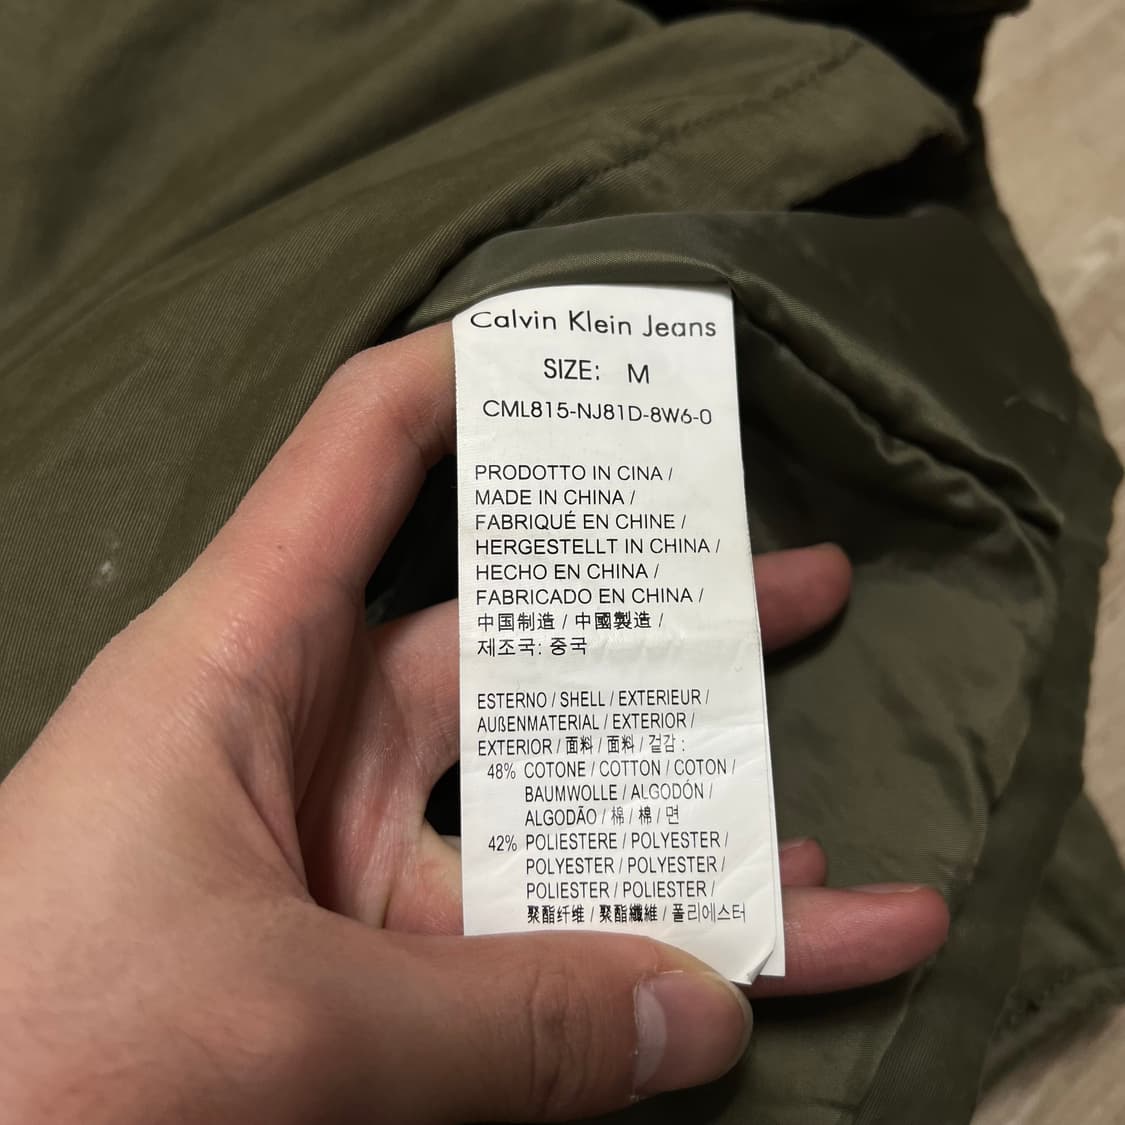 Calvin Klein Jeans
SIZE: M
CML815-NJ81D-8W6-0
PRODOTTO IN CINA /
MADE IN CHINA /
FABRIQUÉ EN CHINE /
HERGESTELLT IN CHINA /
HECHO EN CHINA /
FABRICADO EN CHINA /
中国制造 / 中國製造 /
제조국: 중국
ESTERNO / SHELL / EXTERIEUR /
AUßENMATERIAL / EXTERIOR /
EXTERIOR / 面料 / 面料 / 겉감 :
48% COTONE / COTTON / COTON /
BAUMWOLLE / ALGODÓN /
ALGODÃO / 棉 / 棉 / 면
42% POLIESTERE / POLYESTER /
POLYESTER / POLYESTER /
POLIESTER / POLIESTER /
聚酯纤维 / 聚酯纖維 / 폴리에스터